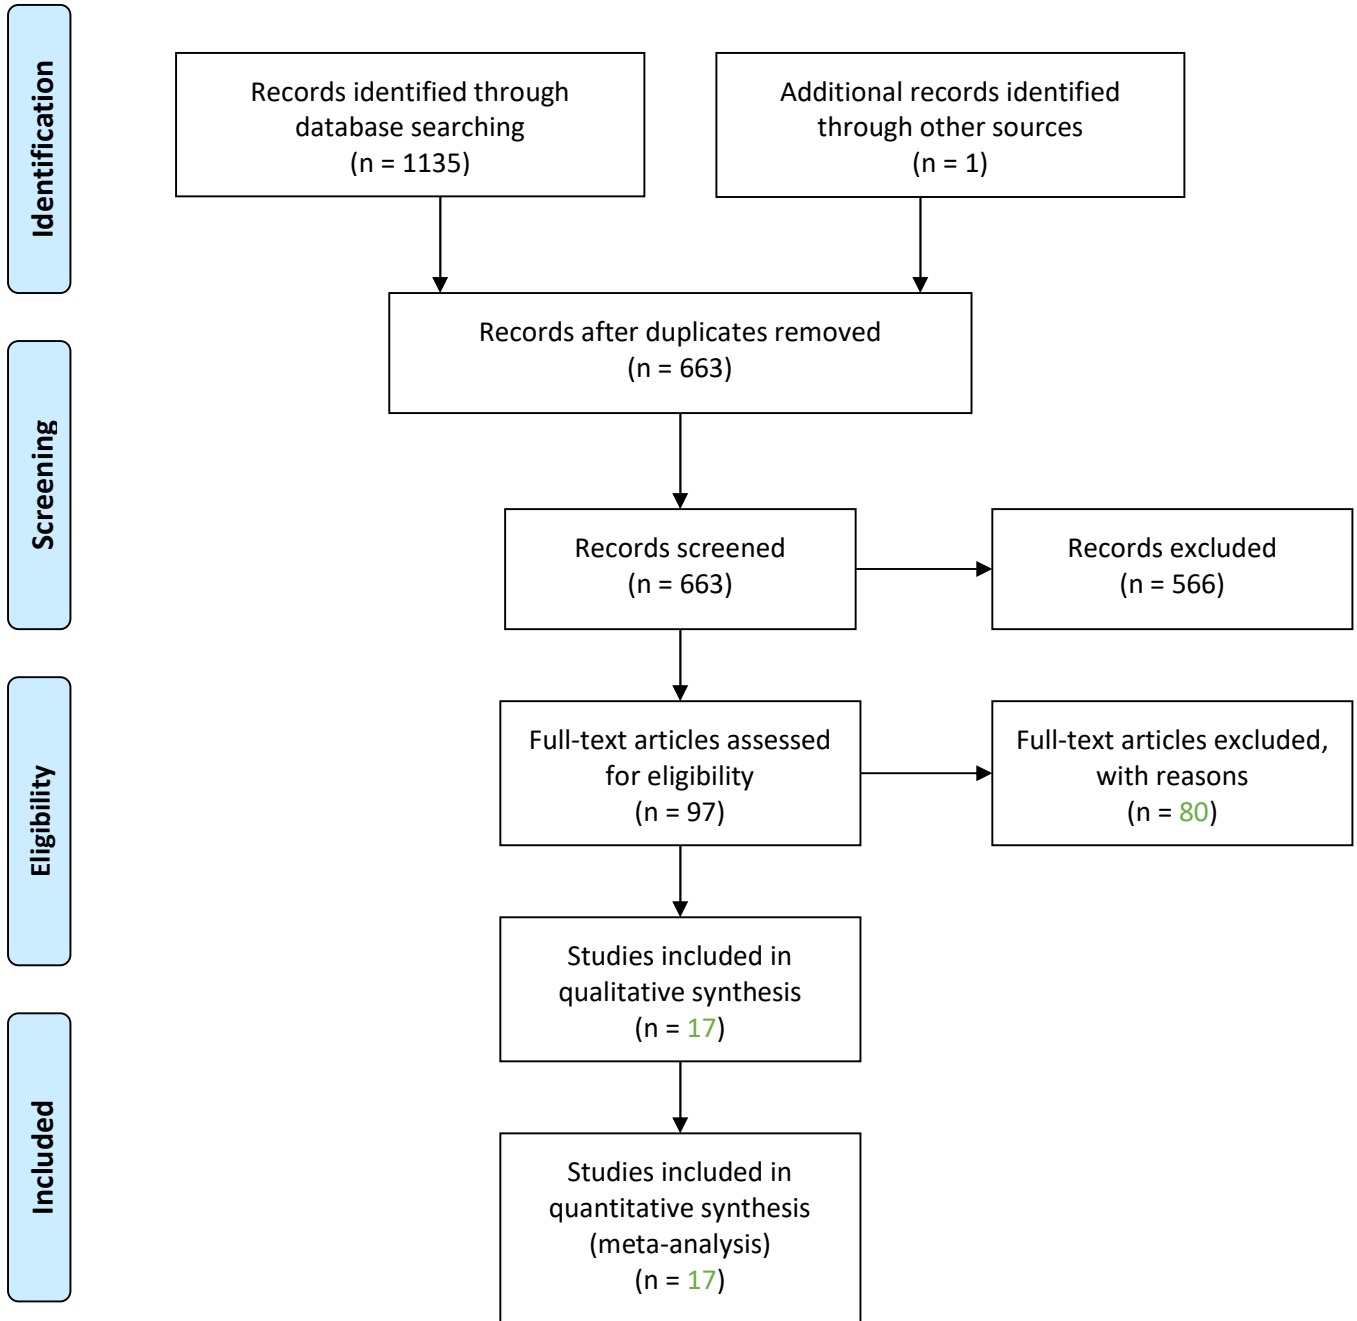 Identification
Records identified through
database searching
(n = 1135)
Additional records identified
through other sources
(n = 1)
Records after duplicates removed
(n = 663)
Screening
Records screened
(n = 663)
Records excluded
(n = 566)
Eligibility
Full-text articles assessed
for eligibility
(n = 97)
Full-text articles excluded,
with reasons
(n = 80)
Studies included in
qualitative synthesis
(n = 17)
Included
Studies included in
quantitative synthesis
(meta-analysis)
(n = 17)